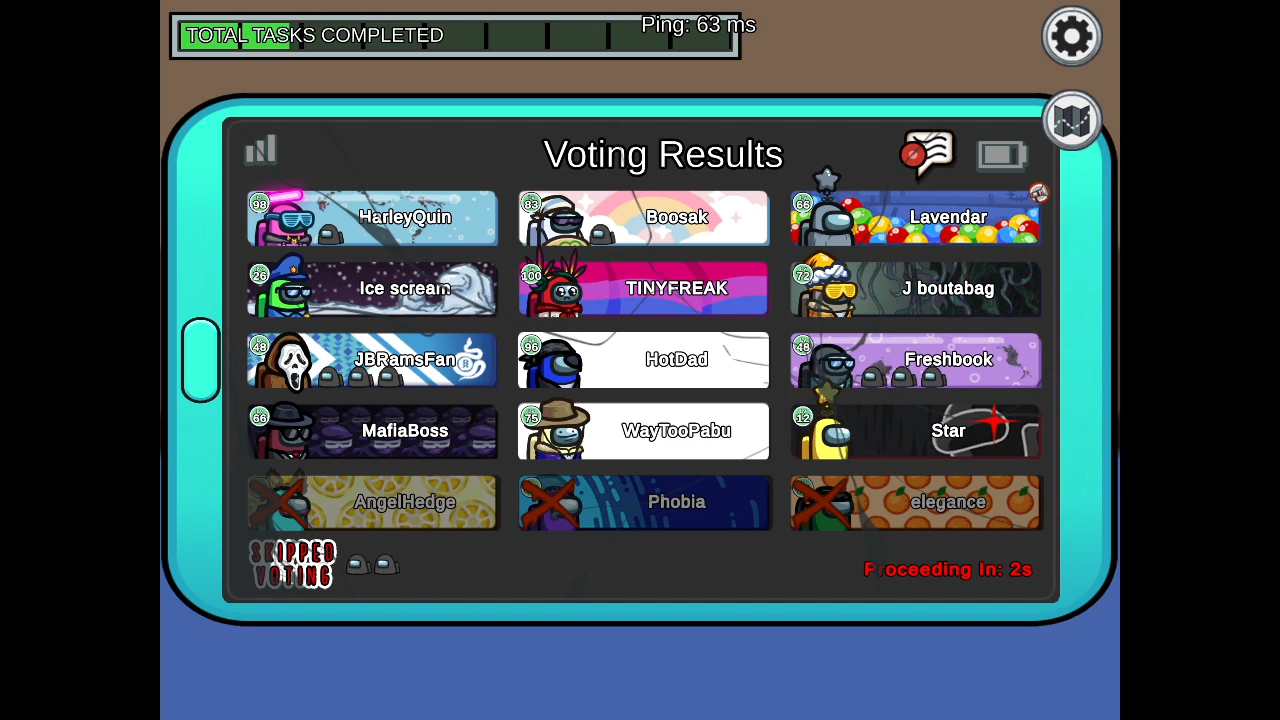 TOTAL TASKS COMPLETED
Ping: 63 ms
Voting Results
98 HarleyQuin
83 Boosak
66 Lavendar
26 Ice scream
100 TINYFREAK
72 J boutabag
48 JBRamsFan
96 HotDad
48 Freshbook
66 MafiaBoss
75 WayTooPabu
12 Star
AngelHedge
Phobia
elegance
SKIPPED
VOTING
Proceeding In: 2s